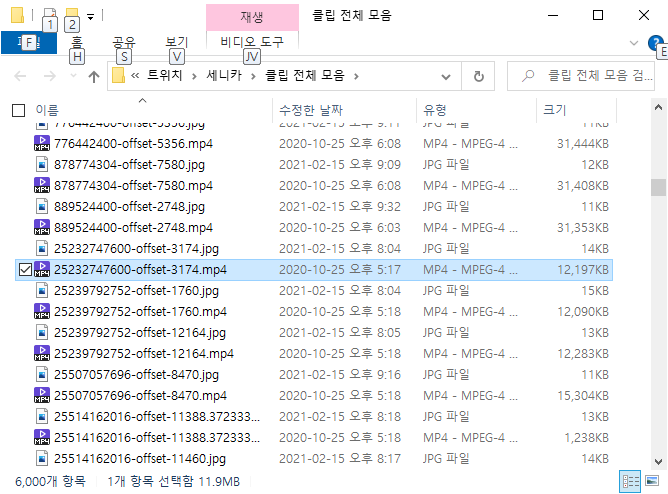 재생
클립 전체 모음
1
2
파일
홈
공유
보기
비디오 도구
F
H
S
V
JV
E
« 트위치 > 세니카 > 클립 전체 모음 >
클립 전체 모음 검...
이름 수정한 날짜 유형 크기
776442400-offset-5356.jpg 2021-02-15 오후 9:11 JPG 파일 11KB
MP4 776442400-offset-5356.mp4 2020-10-25 오후 6:08 MP4 - MPEG-4 ... 31,444KB
878774304-offset-7580.jpg 2021-02-15 오후 9:09 JPG 파일 12KB
MP4 878774304-offset-7580.mp4 2020-10-25 오후 6:08 MP4 - MPEG-4 ... 31,408KB
889524400-offset-2748.jpg 2021-02-15 오후 9:32 JPG 파일 11KB
MP4 889524400-offset-2748.mp4 2020-10-25 오후 6:03 MP4 - MPEG-4 ... 31,353KB
25232747600-offset-3174.jpg 2021-02-15 오후 8:04 JPG 파일 14KB
MP4 25232747600-offset-3174.mp4 2020-10-25 오후 5:17 MP4 - MPEG-4 ... 12,197KB
25239792752-offset-1760.jpg 2021-02-15 오후 8:04 JPG 파일 15KB
MP4 25239792752-offset-1760.mp4 2020-10-25 오후 5:18 MP4 - MPEG-4 ... 12,090KB
25239792752-offset-12164.jpg 2021-02-15 오후 8:05 JPG 파일 13KB
MP4 25239792752-offset-12164.mp4 2020-10-25 오후 5:18 MP4 - MPEG-4 ... 12,283KB
25507057696-offset-8470.jpg 2021-02-15 오후 9:16 JPG 파일 11KB
MP4 25507057696-offset-8470.mp4 2020-10-25 오후 5:18 MP4 - MPEG-4 ... 15,304KB
25514162016-offset-11388.372333... 2021-02-15 오후 8:18 JPG 파일 13KB
MP4 25514162016-offset-11388.372333... 2020-10-25 오후 5:18 MP4 - MPEG-4 ... 1,238KB
25514162016-offset-11460.jpg 2021-02-15 오후 8:17 JPG 파일 14KB
6,000개 항목 1개 항목 선택함 11.9MB